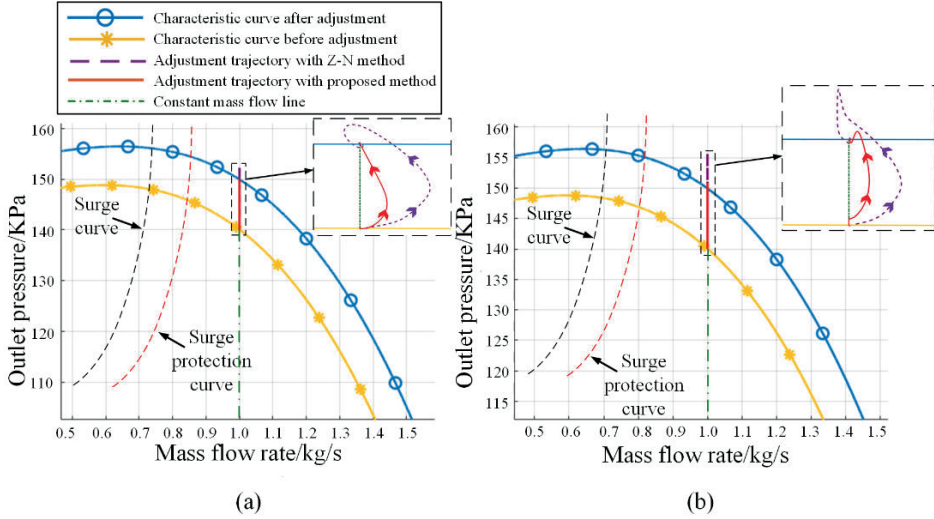 Characteristic curve after adjustment
Characteristic curve before adjustment
Adjustment trajectory with Z-N method
Adjustment trajectory with proposed method
Constant mass flow line
Outlet pressure/KPa
160
150
140
130
120
110
Surge
curve
Surge
protection
curve
0.5 0.6 0.7 0.8 0.9 1.0 1.1 1.2 1.3 1.4 1.5
Mass flow rate/kg/s
(a)
Outlet pressure/KPa
160
155
150
145
140
135
130
125
120
115
Surge
curve
Surge
protection
curve
0.5 0.6 0.7 0.8 0.9 1.0 1.1 1.2 1.3 1.4 1.5
Mass flow rate/kg/s
(b)